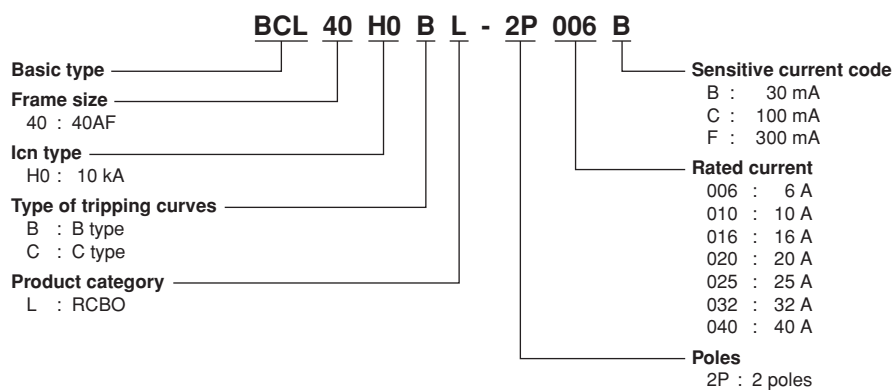 BCL 40 H0 B L - 2P 006 B
Basic type
Frame size
40 : 40AF
Icn type
H0 : 10 kA
Type of tripping curves
B : B type
C : C type
Product category
L : RCBO
Sensitive current code
B : 30 mA
C : 100 mA
F : 300 mA
Rated current
006 : 6 A
010 : 10 A
016 : 16 A
020 : 20 A
025 : 25 A
032 : 32 A
040 : 40 A
Poles
2P : 2 poles